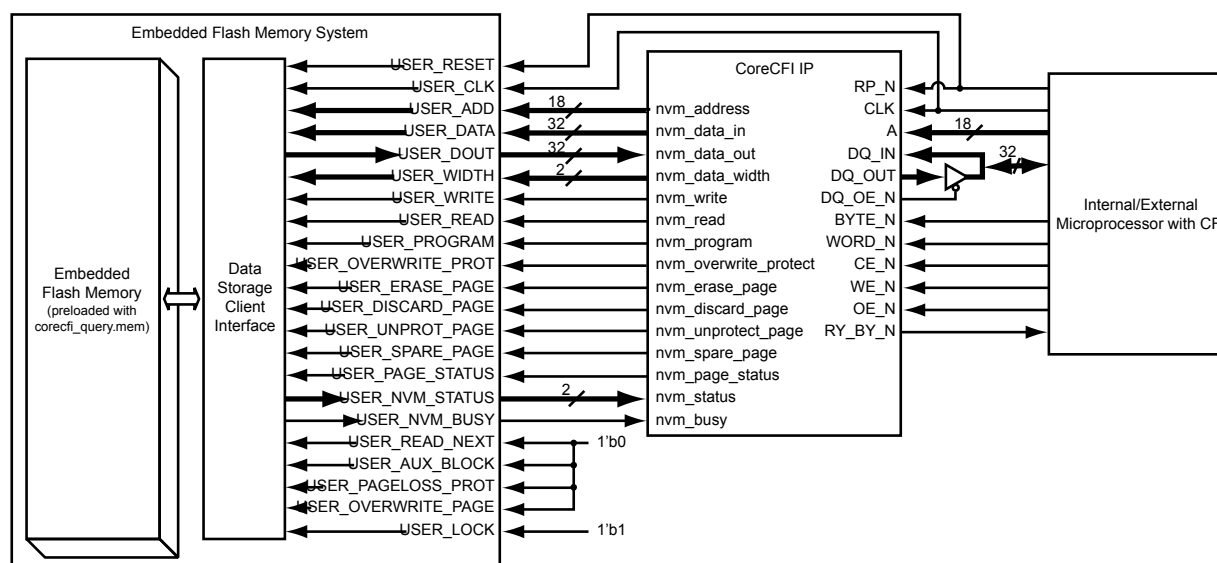 Embedded Flash Memory System
Embedded
Flash Memory
(preloaded with
corecfi_query.mem)
Data
Storage
Client
Interface
USER_RESET
USER_CLK
USER_ADD
USER_DATA
USER_DOUT
USER_WIDTH
USER_WRITE
USER_READ
USER_PROGRAM
USER_OVERWRITE_PROT
USER_ERASE_PAGE
USER_DISCARD_PAGE
USER_UNPROT_PAGE
USER_SPARE_PAGE
USER_PAGE_STATUS
USER_NVM_STATUS
USER_NVM_BUSY
USER_READ_NEXT
USER_AUX_BLOCK
USER_PAGELOSS_PROT
USER_OVERWRITE_PAGE
USER_LOCK
18
32
32
2
2
1'b0
1'b1
CoreCFI IP
nvm_address
nvm_data_in
nvm_data_out
nvm_data_width
nvm_write
nvm_read
nvm_program
nvm_overwrite_protect
nvm_erase_page
nvm_discard_page
nvm_unprotect_page
nvm_spare_page
nvm_page_status
nvm_status
nvm_busy
RP_N
CLK
A
DQ_IN
DQ_OUT
DQ_OE_N
BYTE_N
WORD_N
CE_N
WE_N
OE_N
RY_BY_N
18
32
Internal/External
Microprocessor with CF